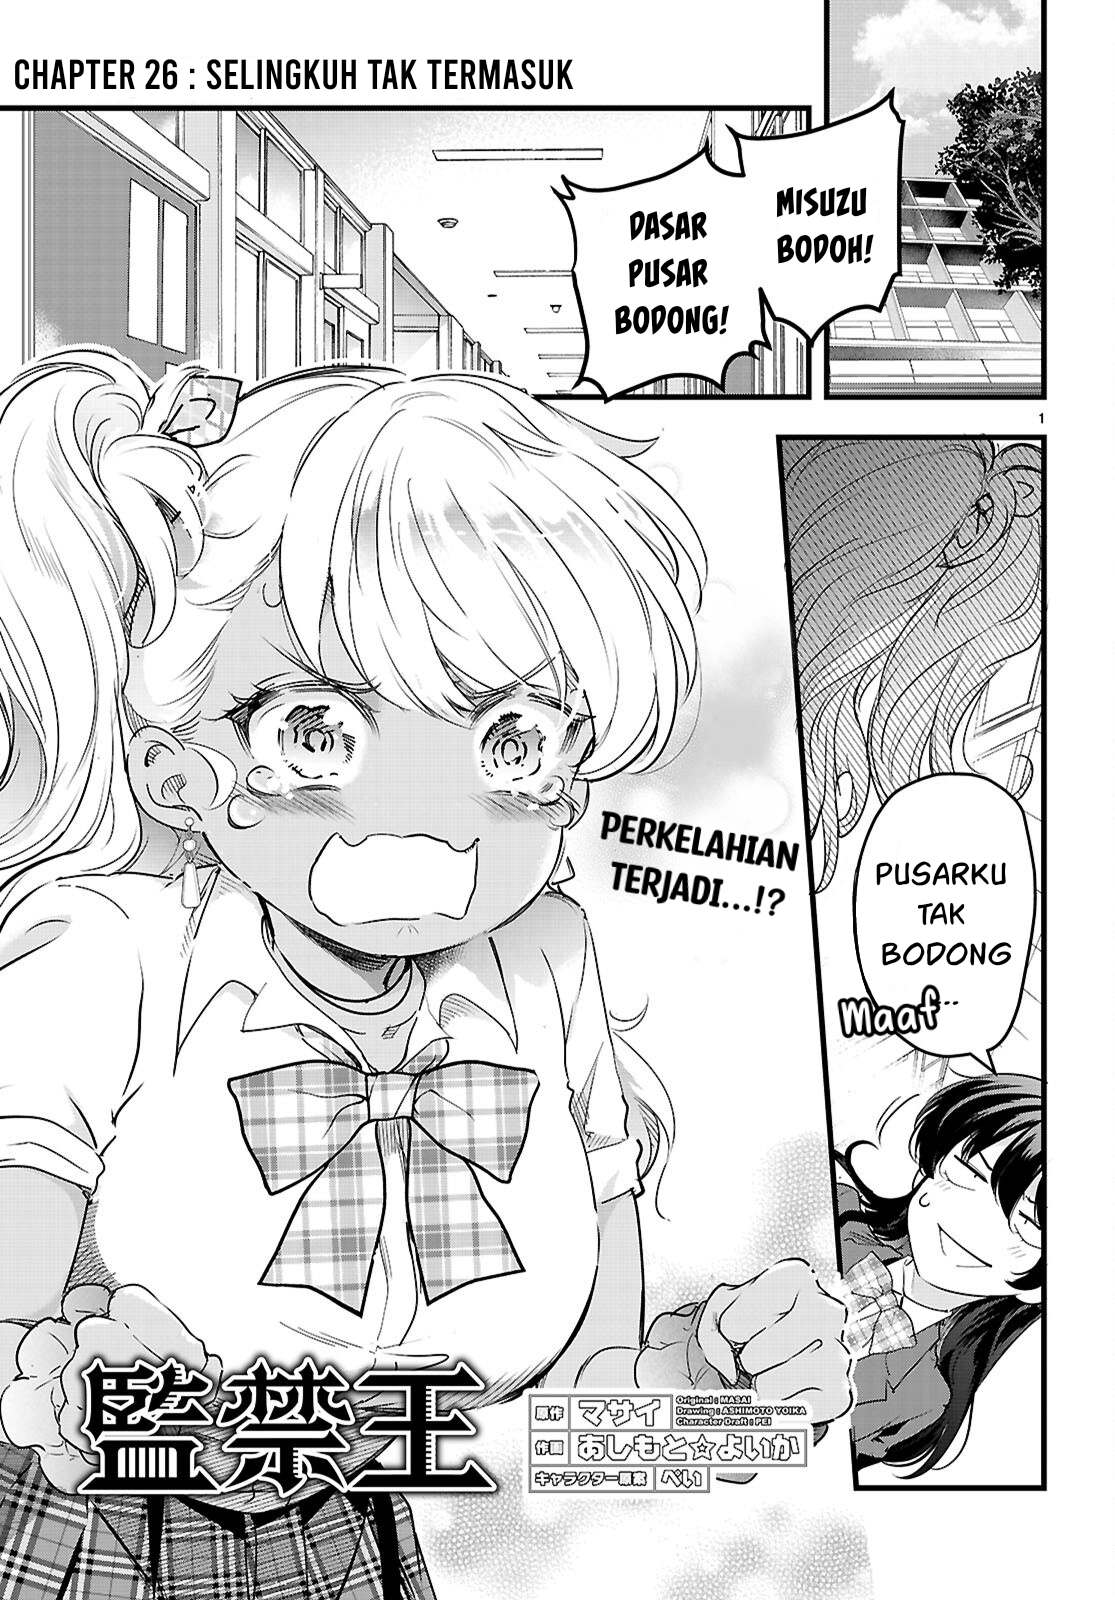 CHAPTER 26 : SELINGKUH TAK TERMASUK
MISUZU
BODOH!
DASAR
PUSAR
BODONG!
1
PUSARKU
TAK
BODONG
Maaf..
PERKELAHIAN
TERJADI...!?
監禁王
原作 マサイ
Original : MASAI
Drawing : ASHIMOTO YOIKA
Character Draft : PEI
作画 あしもと☆よいか
キャラクター原案 ぺい